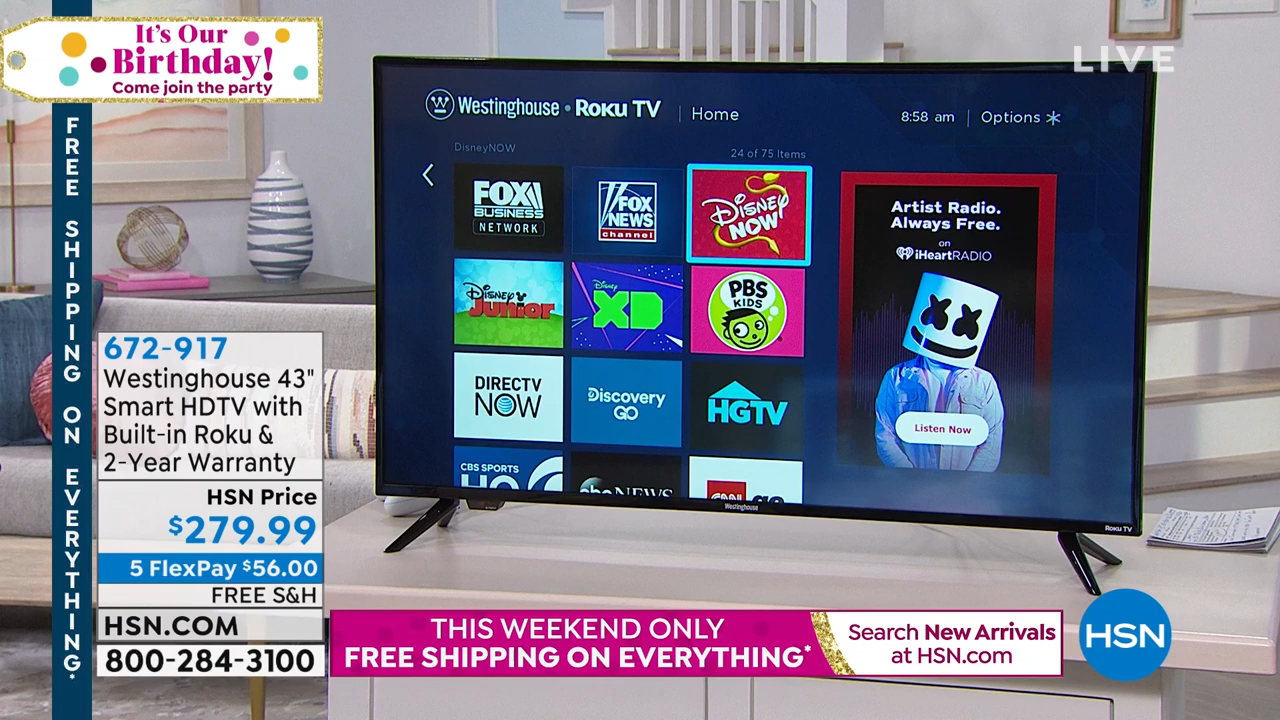 It's Our
Birthday!
Come join the party
FREE SHIPPING ON EVERYTHING*
LIVE
Westinghouse • Roku TV | Home
8:58 am | Options
DisneyNOW
24 of 75 Items
FOX
BUSINESS
NETWORK
FOX
NEWS
channel
Disney
NOW
Disney
Junior
Disney
XD
PBS
KIDS
DIRECTV
NOW
Discovery
GO
HGTV
CBS SPORTS
HQ
abc NEWS
CNN go
Artist Radio.
Always Free.
on
iHeartRADIO
Listen Now
Westinghouse
Roku TV
672-917
Westinghouse 43"
Smart HDTV with
Built-in Roku &
2-Year Warranty
HSN Price
$279.99
5 FlexPay $56.00
FREE S&H
HSN.COM
800-284-3100
THIS WEEKEND ONLY
FREE SHIPPING ON EVERYTHING*
Search New Arrivals
at HSN.com
HSN